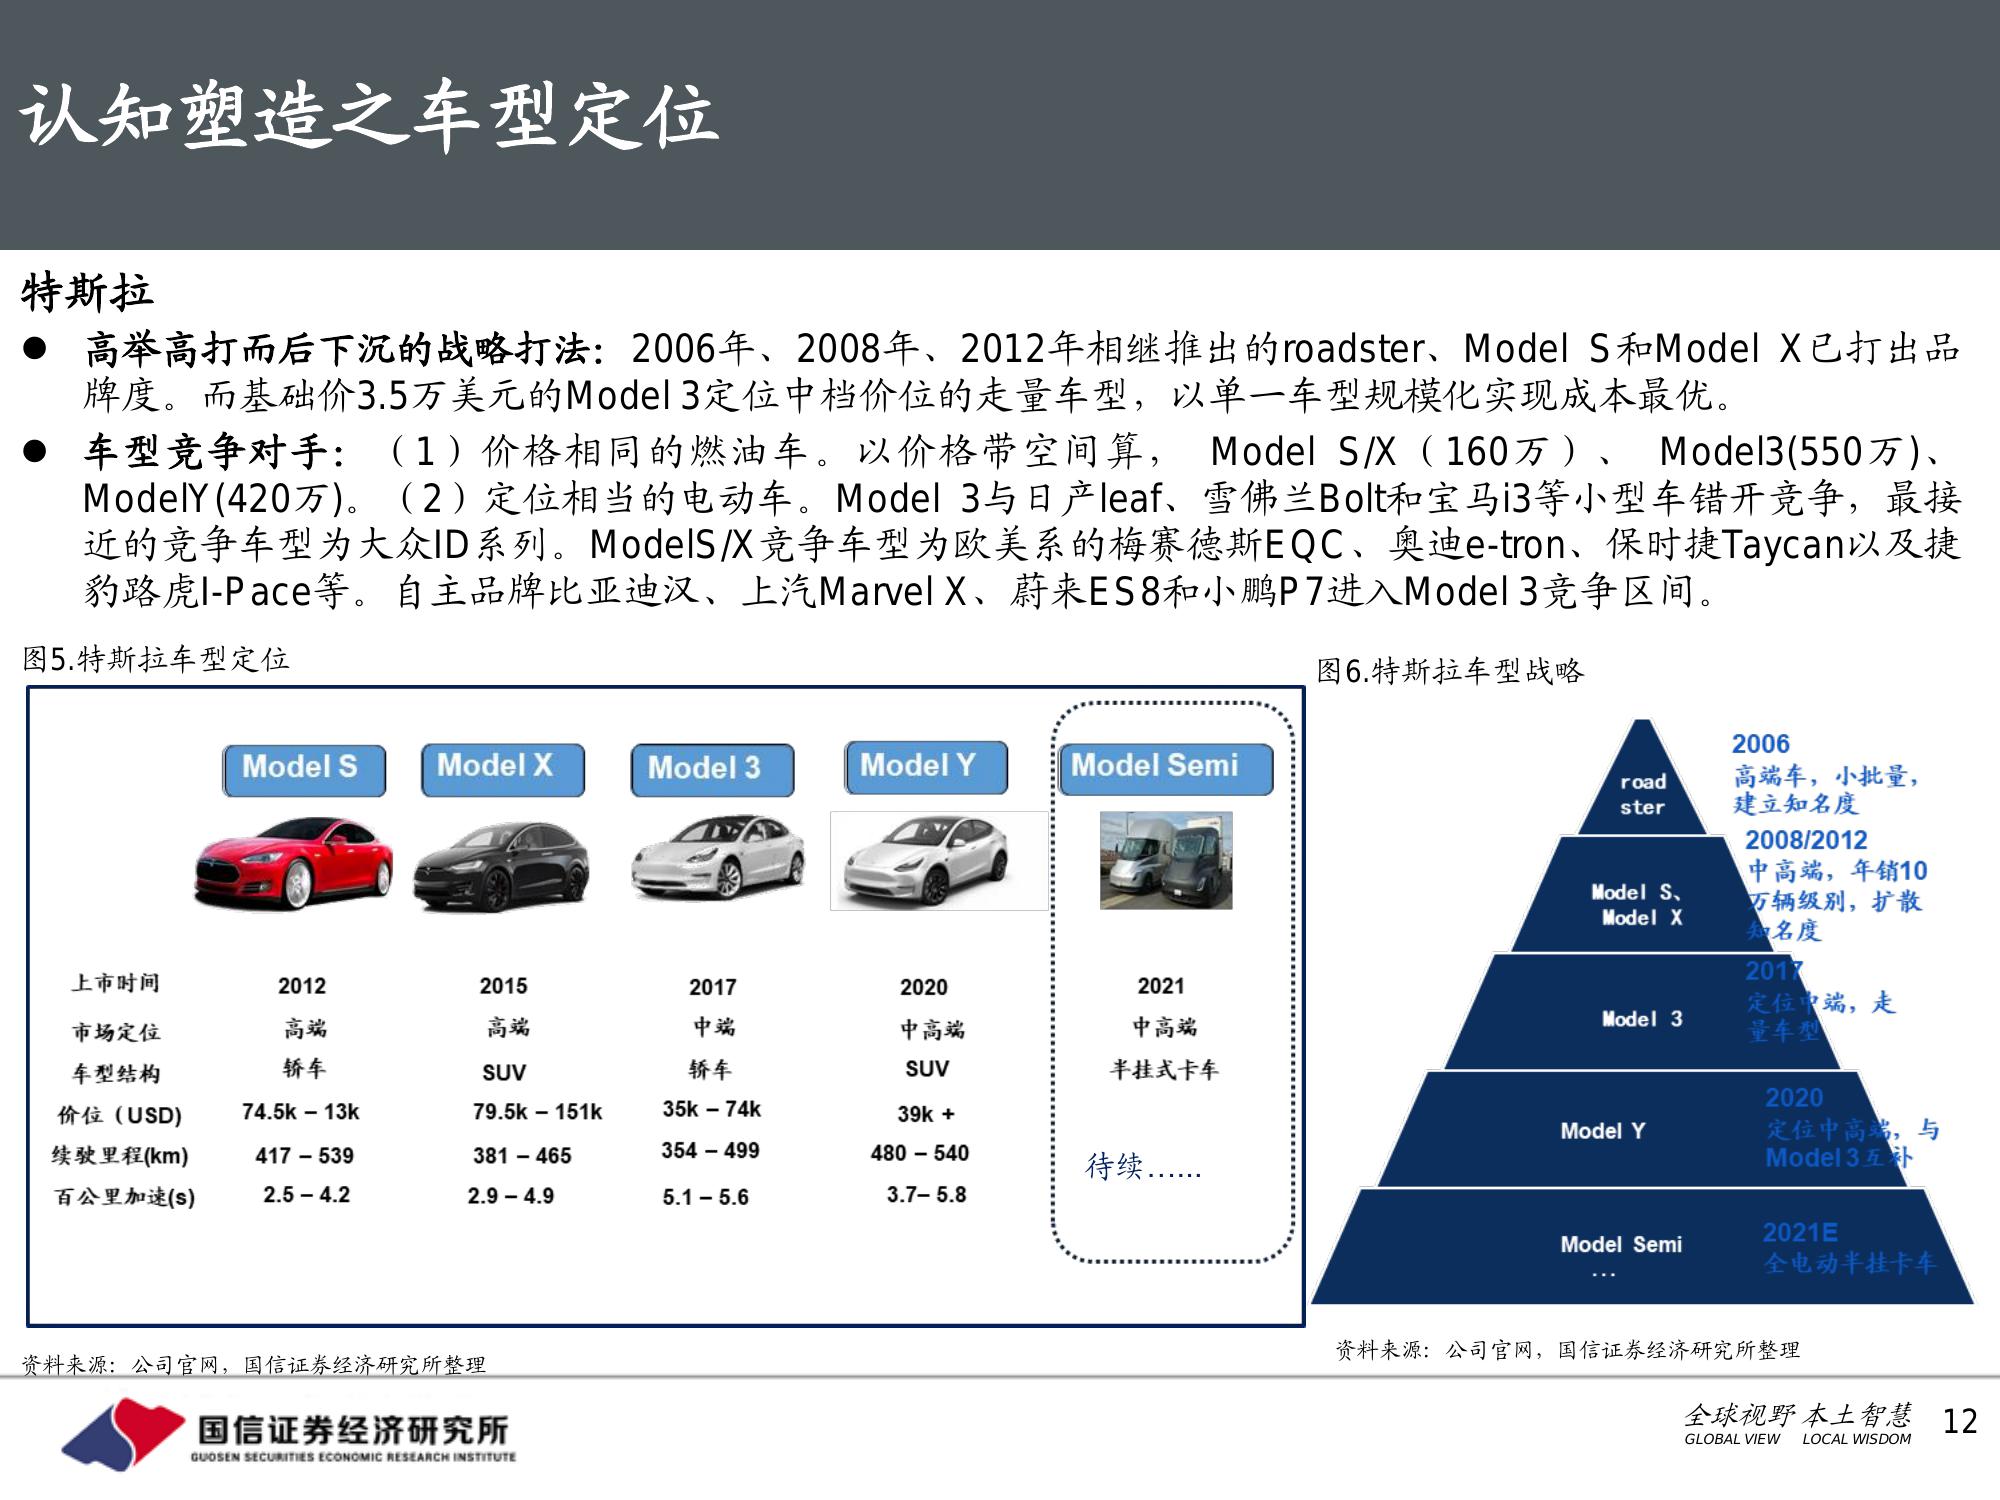 认知塑造之车型定位
特斯拉
● 高举高打而后下沉的战略打法：2006年、2008年、2012年相继推出的roadster、Model S和Model X已打出品
牌度。而基础价3.5万美元的Model 3定位中档价位的走量车型，以单一车型规模化实现成本最优。
● 车型竞争对手：（1）价格相同的燃油车。以价格带空间算， Model S/X（160万）、 Model3(550万)、
ModelY(420万)。（2）定位相当的电动车。Model 3与日产leaf、雪佛兰Bolt和宝马i3等小型车错开竞争，最接
近的竞争车型为大众ID系列。ModelS/X竞争车型为欧美系的梅赛德斯EQC、奥迪e-tron、保时捷Taycan以及捷
豹路虎I-Pace等。自主品牌比亚迪汉、上汽Marvel X、蔚来ES8和小鹏P7进入Model 3竞争区间。
图5.特斯拉车型定位
Model S Model X Model 3 Model Y Model Semi
上市时间 2012 2015 2017 2020 2021
市场定位 高端 高端 中端 中高端 中高端
车型结构 轿车 SUV 轿车 SUV 半挂式卡车
价位（USD) 74.5k – 13k 79.5k – 151k 35k – 74k 39k +
续驶里程(km) 417 – 539 381 – 465 354 – 499 480 – 540
待续……
百公里加速(s) 2.5 – 4.2 2.9 – 4.9 5.1 – 5.6 3.7– 5.8
资料来源：公司官网，国信证券经济研究所整理
图6.特斯拉车型战略
road
ster
2006
高端车，小批量，
建立知名度
Model S、
Model X
2008/2012
中高端，年销10
万辆级别，扩散
知名度
Model 3
2017
定位中端，走
量车型
Model Y
2020
定位中高端，与
Model 3互补
Model Semi
...
2021E
全电动半挂卡车
资料来源：公司官网，国信证券经济研究所整理
国信证券经济研究所
GUOSEN SECURITIES ECONOMIC RESEARCH INSTITUTE
全球视野 本土智慧
GLOBAL VIEW LOCAL WISDOM
12